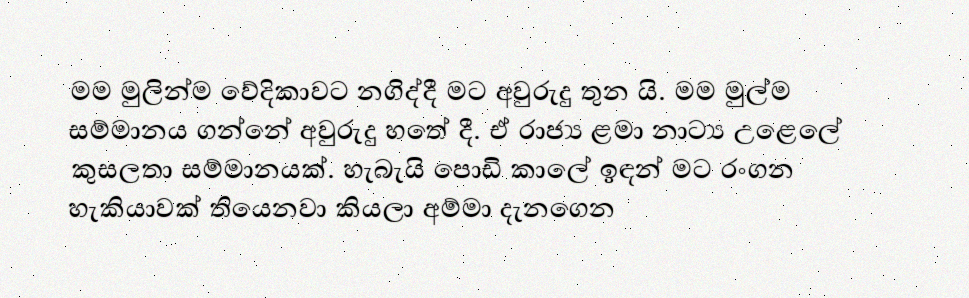 මම මුලින්ම වේදිකාවට නගිද්දී මට අවුරුදු තුන යි. මම මුල්ම
සම්මානය ගන්නේ අවුරුදු හතේ දී. ඒ රාජ්‍ය ළමා නාට්‍ය උළෙලේ
කුසලතා සම්මානයක්. හැබැයි පොඩි කාලේ ඉඳන් මට රංගන
හැකියාවක් තියෙනවා කියලා අම්මා දැනගෙන